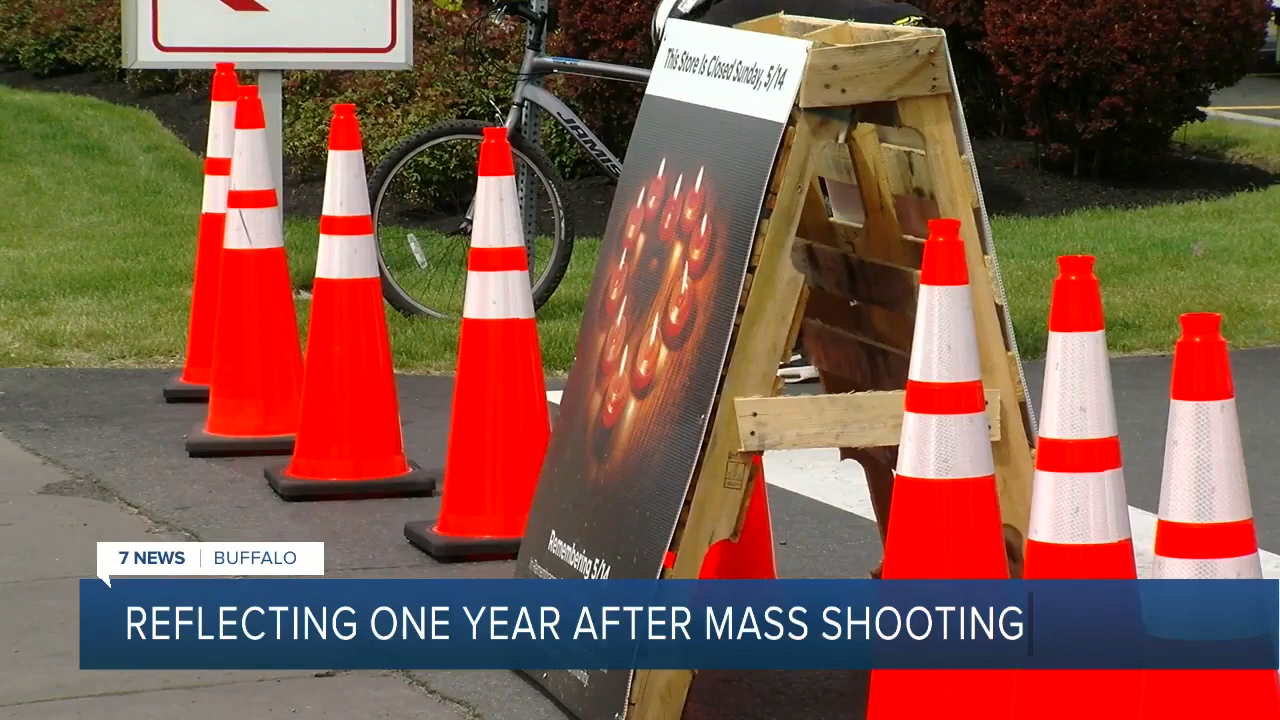 This Store Is Closed Sunday, 5/14
JAMIS
Remembering 5/14
7 NEWS | BUFFALO
REFLECTING ONE YEAR AFTER MASS SHOOTING